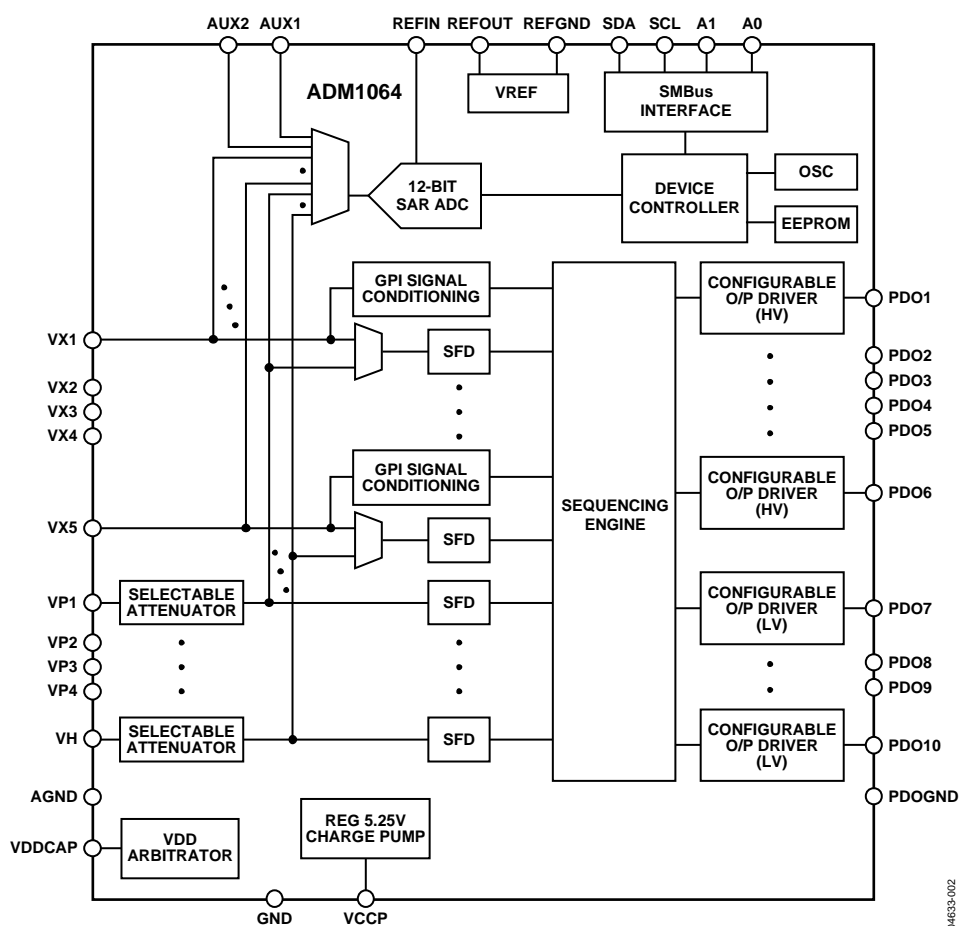 AUX2 AUX1 REFIN REFOUT REFGND SDA SCL A1 A0
ADM1064
VREF
SMBus
INTERFACE
12-BIT
SAR ADC
DEVICE
CONTROLLER
OSC
EEPROM
GPI SIGNAL
CONDITIONING
CONFIGURABLE
O/P DRIVER
(HV)
PDO1
VX1
SFD
PDO2
VX2
PDO3
VX3
PDO4
VX4
PDO5
GPI SIGNAL
CONDITIONING
SEQUENCING
ENGINE
CONFIGURABLE
O/P DRIVER
(HV)
PDO6
VX5
SFD
VP1
SELECTABLE
ATTENUATOR
SFD
CONFIGURABLE
O/P DRIVER
(LV)
PDO7
VP2
VP3
VP4
PDO8
PDO9
VH
SELECTABLE
ATTENUATOR
SFD
CONFIGURABLE
O/P DRIVER
(LV)
PDO10
AGND
PDOGND
REG 5.25V
CHARGE PUMP
VDDCAP
VDD
ARBITRATOR
GND
VCCP
04633-002